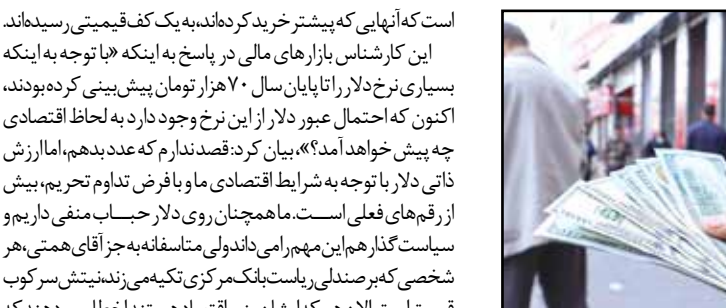 است که آنهایی که پیشتر خرید کرده‌اند، به یک کف قیمتی رسیده‌اند.
این کارشناس بازارهای مالی در پاسخ به اینکه «با توجه به اینکه
بسیاری نرخ دلار را تا پایان سال ۷۰ هزار تومان پیش‌بینی کرده بودند،
اکنون که احتمال عبور دلار از این نرخ وجود دارد به لحاظ اقتصادی
چه پیش خواهد آمد؟»، بیان کرد: قصد ندارم که عدد بدهم، اما ارزش
ذاتی دلار با توجه به شرایط اقتصادی ما و با فرض تداوم تحریم، بیش
از رقم‌های فعلی است. ما همچنان روی دلار حباب منفی داریم و
سیاست‌گذار هم این مهم را می‌داند ولی متاسفانه به جز آقای همتی، هر
شخصی که بر صندلی ریاست بانک مرکزی تکیه می‌زند، نیتش سرکوب